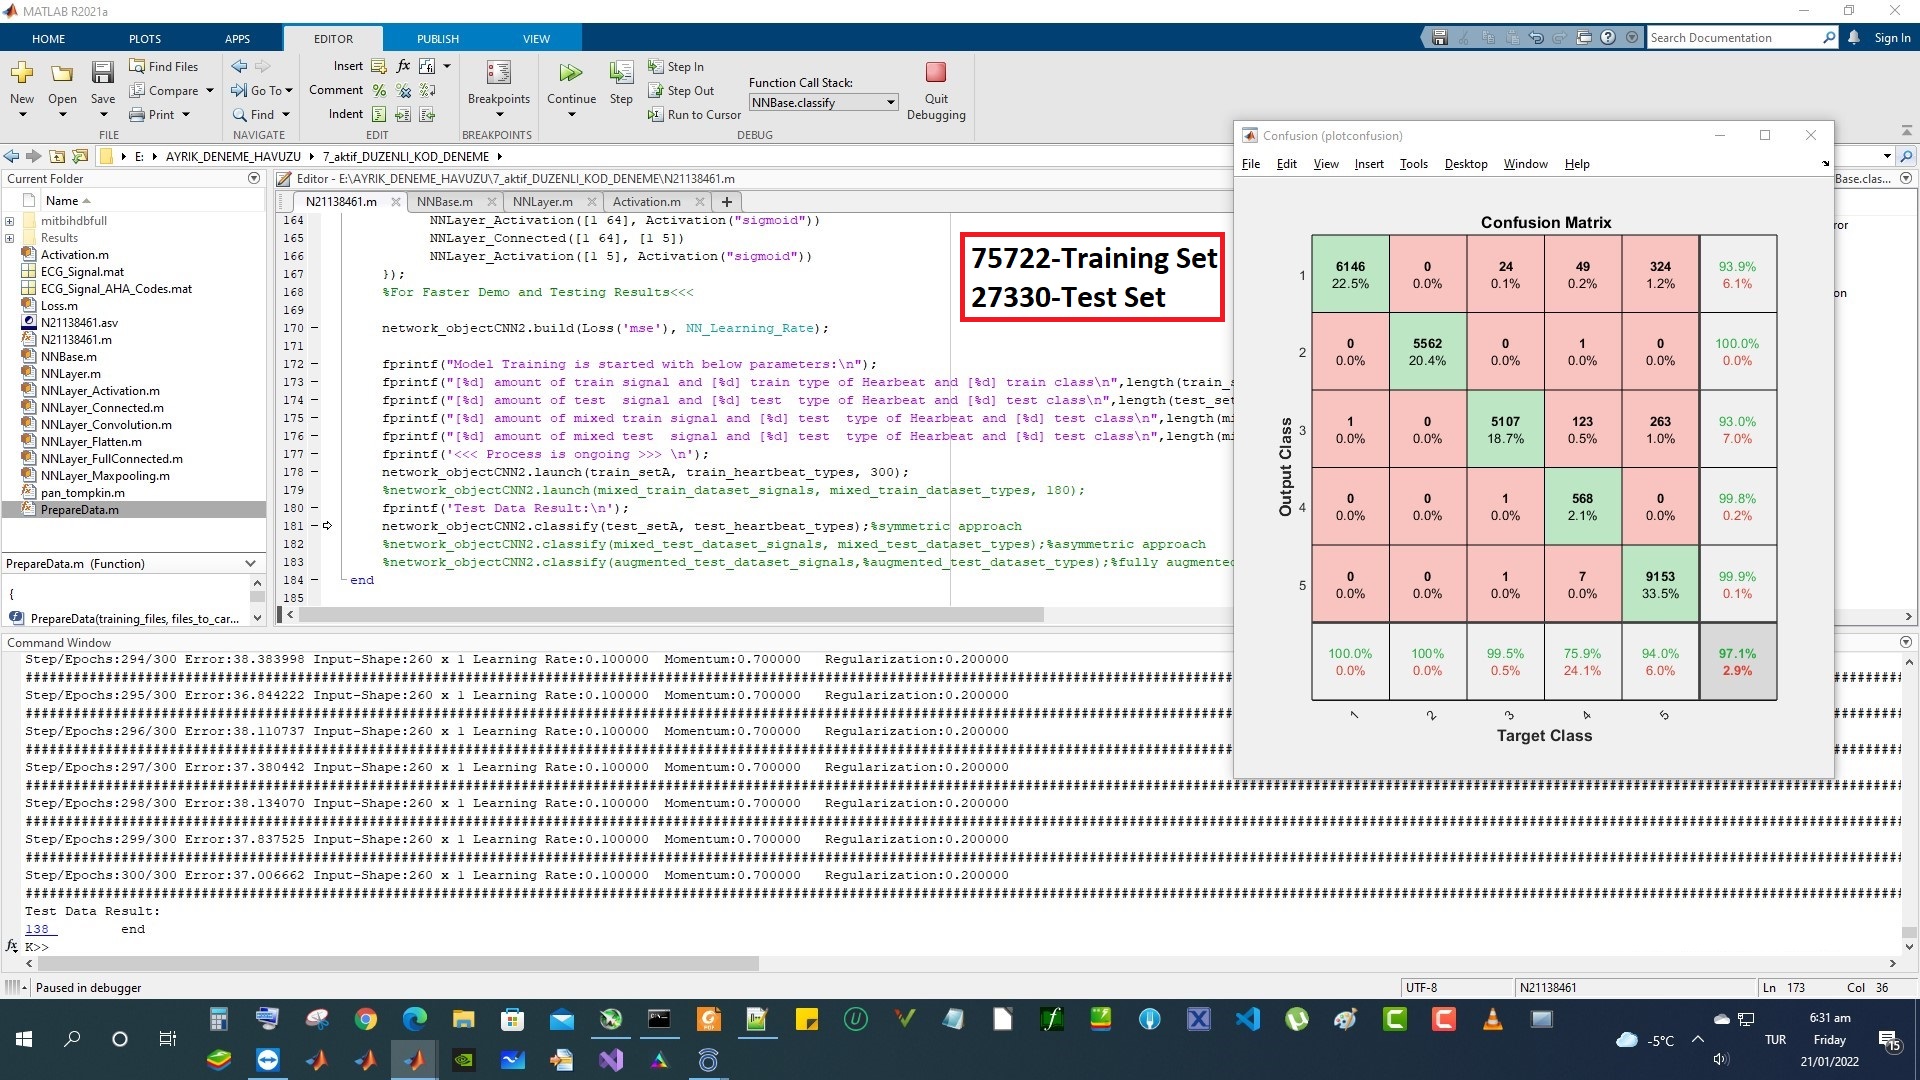 MATLAB R2021a
HOME PLOTS APPS EDITOR PUBLISH VIEW
Search Documentation
Sign In
New Open Save
Find Files
Compare
Print
FILE
Go To
Find
NAVIGATE
Insert
Comment
Indent
EDIT
Breakpoints
BREAKPOINTS
Continue
Step
Step In
Step Out
Run to Cursor
Function Call Stack:
NNBase.classify
Quit Debugging
DEBUG
E: AYRIK_DENEME_HAVUZU 7_aktif_DUZENLI_KOD_DENEME
Current Folder
Name
mitbihdbfull
Results
Activation.m
ECG_Signal.mat
ECG_Signal_AHA_Codes.mat
Loss.m
N21138461.asv
N21138461.m
NNBase.m
NNLayer.m
NNLayer_Activation.m
NNLayer_Connected.m
NNLayer_Convolution.m
NNLayer_Flatten.m
NNLayer_FullConnected.m
NNLayer_Maxpooling.m
pan_tompkin.m
PrepareData.m
PrepareData.m (Function)
{
PrepareData(training_files, files_to_car...
Editor - E:\AYRIK_DENEME_HAVUZU\7_aktif_DUZENLI_KOD_DENEME\N21138461.m
N21138461.m NNBase.m NNLayer.m Activation.m
164 NNLayer_Activation([1 64], Activation("sigmoid"))
165 NNLayer_Connected([1 64], [1 5])
166 NNLayer_Activation([1 5], Activation("sigmoid"))
167 });
168 %For Faster Demo and Testing Results<<<
169
170 network_objectCNN2.build(Loss('mse'), NN_Learning_Rate);
171
172 fprintf("Model Training is started with below parameters:\n");
173 fprintf("[%d] amount of train signal and [%d] train type of Hearbeat and [%d] train class\n",length(train_s
174 fprintf("[%d] amount of test  signal and [%d] test  type of Hearbeat and [%d] test class\n",length(test_set
175 fprintf("[%d] amount of mixed train signal and [%d] test  type of Hearbeat and [%d] test class\n",length(mi
176 fprintf("[%d] amount of mixed test  signal and [%d] test  type of Hearbeat and [%d] test class\n",length(mi
177 fprintf('<<< Process is ongoing >>> \n');
178 network_objectCNN2.launch(train_setA, train_heartbeat_types, 300);
179 %network_objectCNN2.launch(mixed_train_dataset_signals, mixed_train_dataset_types, 180);
180 fprintf('Test Data Result:\n');
181 network_objectCNN2.classify(test_setA, test_heartbeat_types);%symmetric approach
182 %network_objectCNN2.classify(mixed_test_dataset_signals, mixed_test_dataset_types);%asymmetric approach
183 %network_objectCNN2.classify(augmented_test_dataset_signals,%augmented_test_dataset_types);%fully augmente
184 end
185
75722-Training Set
27330-Test Set
Base.clas...
ror
on
Confusion (plotconfusion)
File Edit View Insert Tools Desktop Window Help
Confusion Matrix
Output Class
1 6146 0 24 49 324 93.9%
22.5% 0.0% 0.1% 0.2% 1.2% 6.1%
2 0 5562 0 1 0 100.0%
0.0% 20.4% 0.0% 0.0% 0.0% 0.0%
3 1 0 5107 123 263 93.0%
0.0% 0.0% 18.7% 0.5% 1.0% 7.0%
4 0 0 1 568 0 99.8%
0.0% 0.0% 0.0% 2.1% 0.0% 0.2%
5 0 0 1 7 9153 99.9%
0.0% 0.0% 0.0% 0.0% 33.5% 0.1%
100.0% 100% 99.5% 75.9% 94.0% 97.1%
0.0% 0.0% 0.5% 24.1% 6.0% 2.9%
1 2 3 4 5
Target Class
Command Window
Step/Epochs:294/300 Error:38.383998 Input-Shape:260 x 1 Learning Rate:0.100000 Momentum:0.700000 Regularization:0.200000
Step/Epochs:295/300 Error:36.844222 Input-Shape:260 x 1 Learning Rate:0.100000 Momentum:0.700000 Regularization:0.200000
Step/Epochs:296/300 Error:38.110737 Input-Shape:260 x 1 Learning Rate:0.100000 Momentum:0.700000 Regularization:0.200000
Step/Epochs:297/300 Error:37.380442 Input-Shape:260 x 1 Learning Rate:0.100000 Momentum:0.700000 Regularization:0.200000
Step/Epochs:298/300 Error:38.134070 Input-Shape:260 x 1 Learning Rate:0.100000 Momentum:0.700000 Regularization:0.200000
Step/Epochs:299/300 Error:37.837525 Input-Shape:260 x 1 Learning Rate:0.100000 Momentum:0.700000 Regularization:0.200000
Step/Epochs:300/300 Error:37.006662 Input-Shape:260 x 1 Learning Rate:0.100000 Momentum:0.700000 Regularization:0.200000
Test Data Result:
138 end
fx K>>
Paused in debugger
UTF-8
N21138461
Ln 173 Col 36
-5°C
TUR
6:31 am
Friday
21/01/2022
15